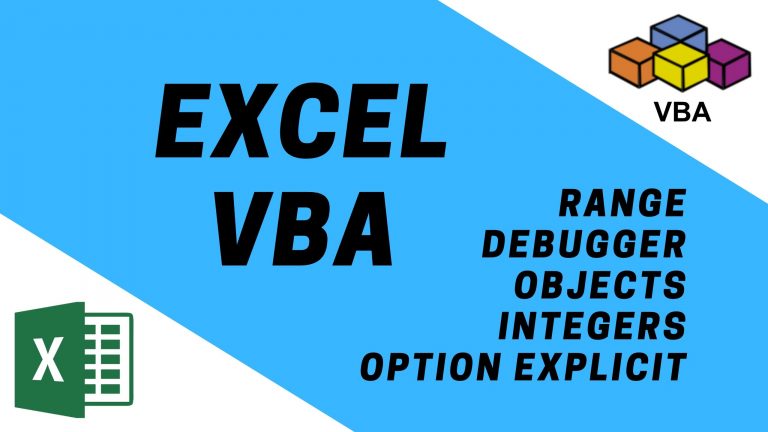 EXCEL
VBA
VBA
RANGE
DEBUGGER
OBJECTS
INTEGERS
OPTION EXPLICIT
X